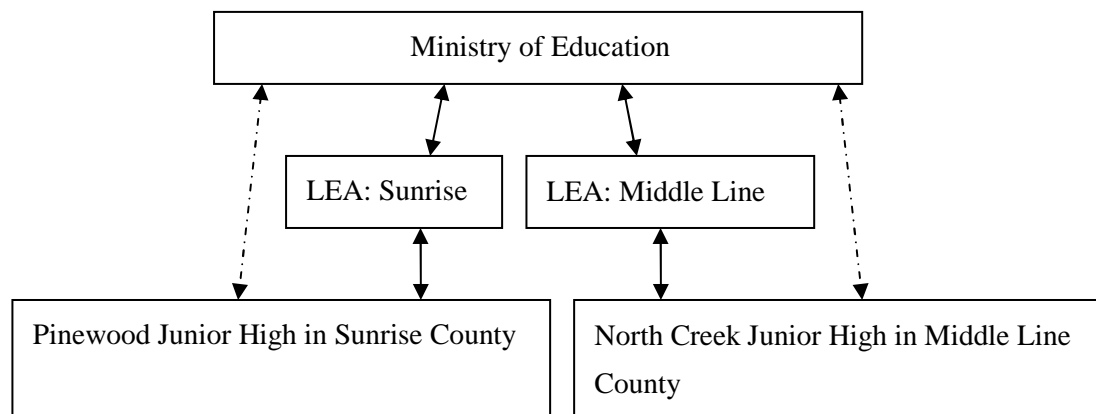 Ministry of Education
LEA: Sunrise
LEA: Middle Line
Pinewood Junior High in Sunrise County
North Creek Junior High in Middle Line
County